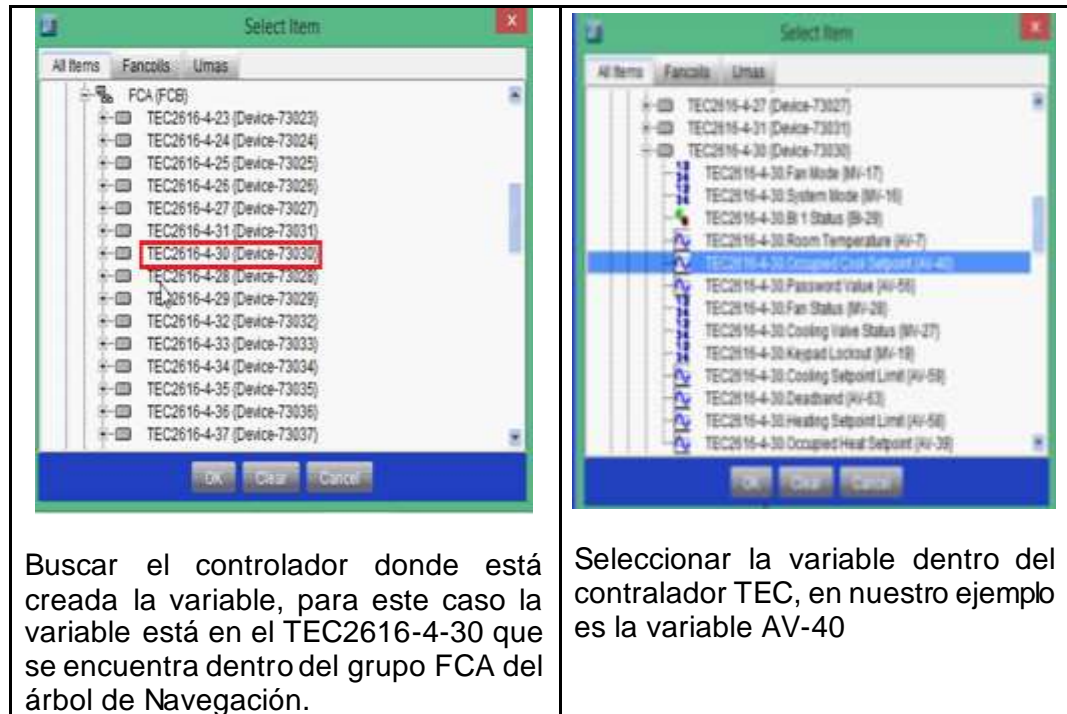 Select Item
x
All Items Fancoils Umas
FCA (FCB)
TEC2616-4-23 (Device-73023)
TEC2616-4-24 (Device-73024)
TEC2616-4-25 (Device-73025)
TEC2616-4-26 (Device-73026)
TEC2616-4-27 (Device-73027)
TEC2616-4-31 (Device-73031)
TEC2616-4-30 (Device-73030)
TEC2616-4-28 (Device-73028)
TEC2616-4-29 (Device-73029)
TEC2616-4-32 (Device-73032)
TEC2616-4-33 (Device-73033)
TEC2616-4-34 (Device-73034)
TEC2616-4-35 (Device-73035)
TEC2616-4-36 (Device-73036)
TEC2616-4-37 (Device-73037)
OK Clear Cancel
Buscar el controlador donde está
creada la variable, para este caso la
variable está en el TEC2616-4-30 que
se encuentra dentro del grupo FCA del
árbol de Navegación.
Select Item
x
All Items Fancoils Umas
TEC2616-4-27 (Device-73027)
TEC2616-4-31 (Device-73031)
TEC2616-4-30 (Device-73030)
TEC2616-4-30.Fan Mode (MV-17)
TEC2616-4-30.System Mode (MV-16)
TEC2616-4-30.BI 1 Status (BI-29)
TEC2616-4-30.Room Temperature (AV-7)
TEC2616-4-30.Occupied Cool Setpoint (AV-40)
TEC2616-4-30.Password Value (AV-56)
TEC2616-4-30.Fan Status (MV-28)
TEC2616-4-30.Cooling Valve Status (MV-27)
TEC2616-4-30.Keypad Lockout (MV-19)
TEC2616-4-30.Cooling Setpoint Limit (AV-59)
TEC2616-4-30.Deadband (AV-63)
TEC2616-4-30.Heating Setpoint Limit (AV-58)
TEC2616-4-30.Occupied Heat Setpoint (AV-39)
OK Clear Cancel
Seleccionar la variable dentro del
contralador TEC, en nuestro ejemplo
es la variable AV-40